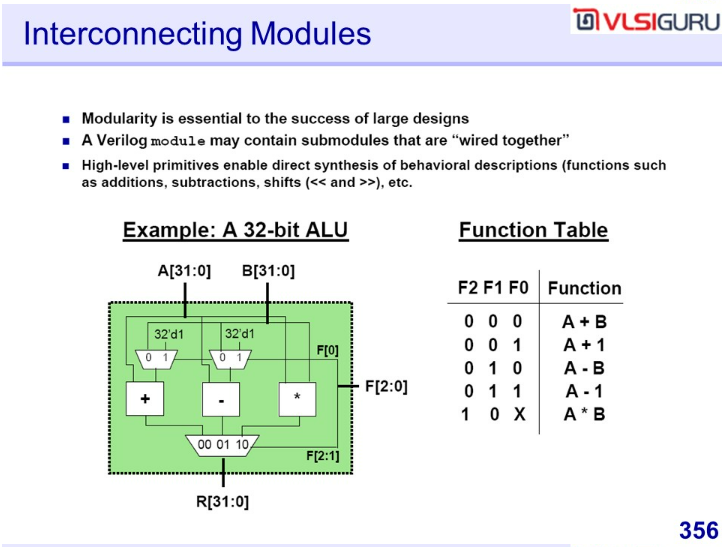 Interconnecting Modules
VLSIGURU
Modularity is essential to the success of large designs
A Verilog module may contain submodules that are “wired together”
High-level primitives enable direct synthesis of behavioral descriptions (functions such
as additions, subtractions, shifts (<< and >>), etc.
Example: A 32-bit ALU
A[31:0] B[31:0]
32'd1 32'd1
0 1 0 1
F[0]
F[2:0]
+ - *
00 01 10
F[2:1]
R[31:0]
Function Table
F2 F1 F0 Function
0 0 0 A + B
0 0 1 A + 1
0 1 0 A - B
0 1 1 A - 1
1 0 X A * B
356